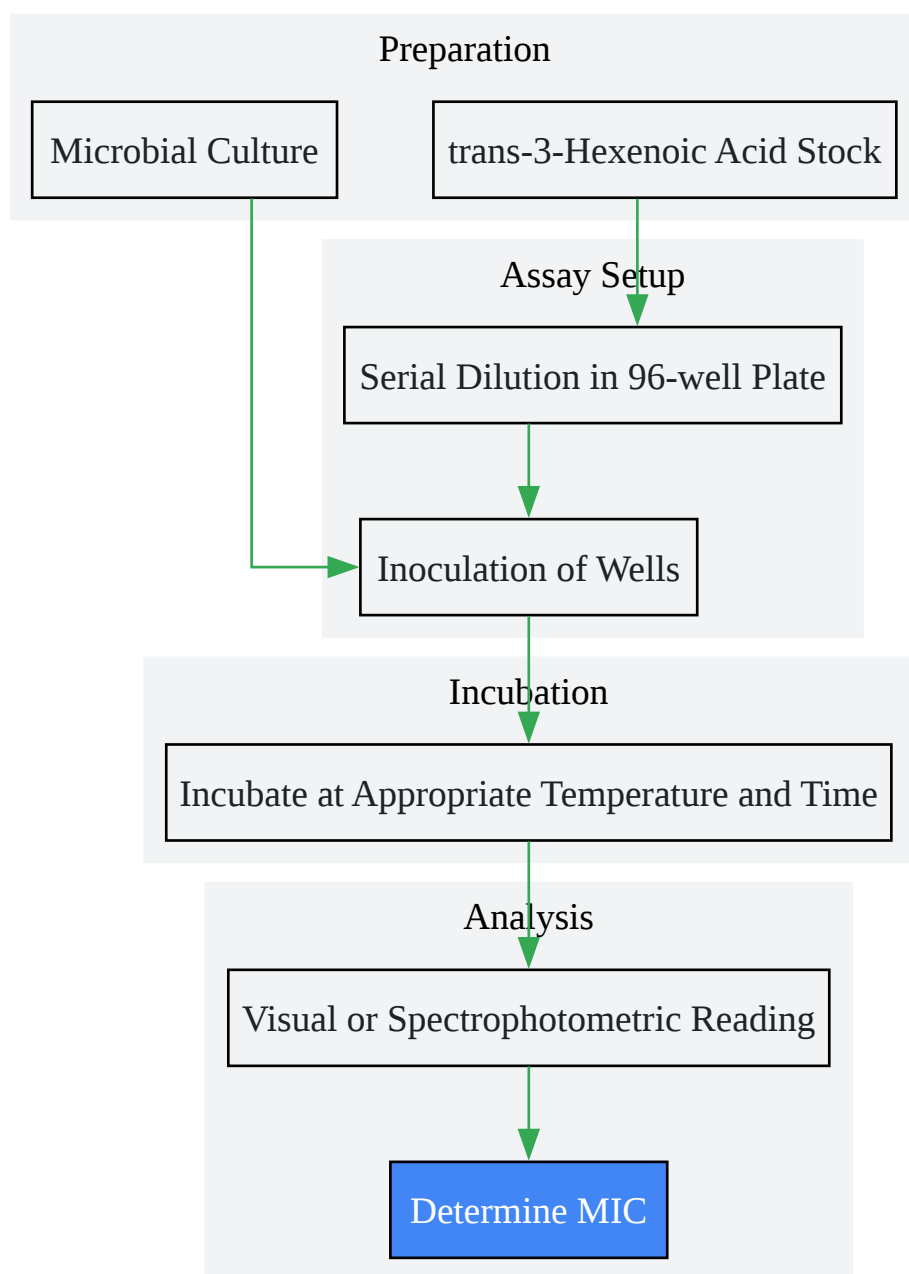 Preparation
Microbial Culture
trans-3-Hexenoic Acid Stock
Assay Setup
Serial Dilution in 96-well Plate
Inoculation of Wells
Incubation
Incubate at Appropriate Temperature and Time
Analysis
Visual or Spectrophotometric Reading
Determine MIC